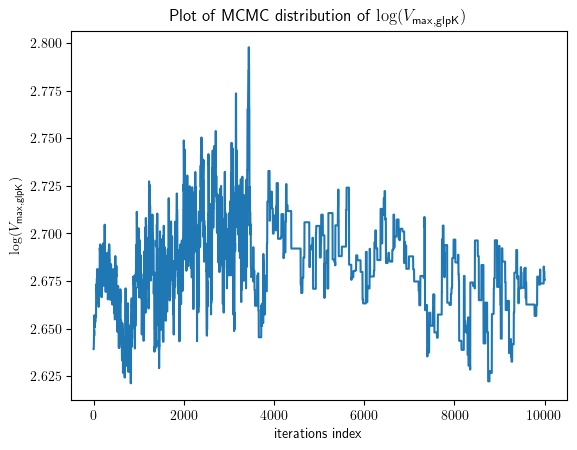 Plot of MCMC distribution of log(V_max,glpK)
log(V_max,glpK)
2.800
2.775
2.750
2.725
2.700
2.675
2.650
2.625
0 2000 4000 6000 8000 10000
iterations index